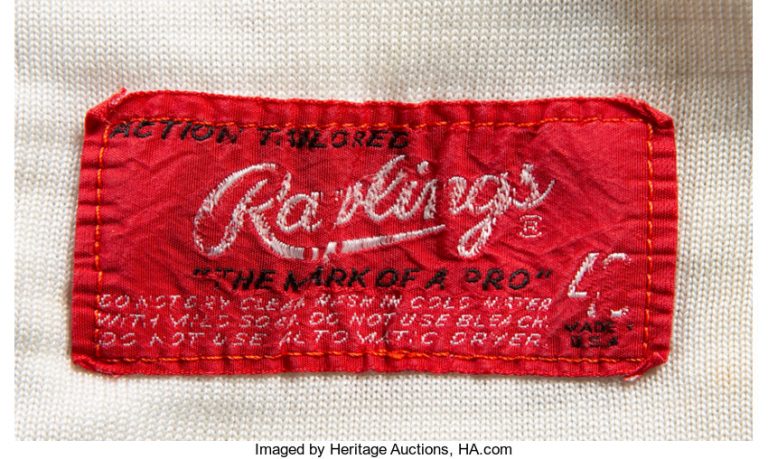 ACTION TAILORED
Rawlings ®
"THE MARK OF A PRO"
DO NOT DRY CLEAN. WASH IN COLD WATER
WITH MILD SOAP. DO NOT USE BLEACH.
DO NOT USE AUTOMATIC DRYER.
MADE
U.S.A.
Imaged by Heritage Auctions, HA.com